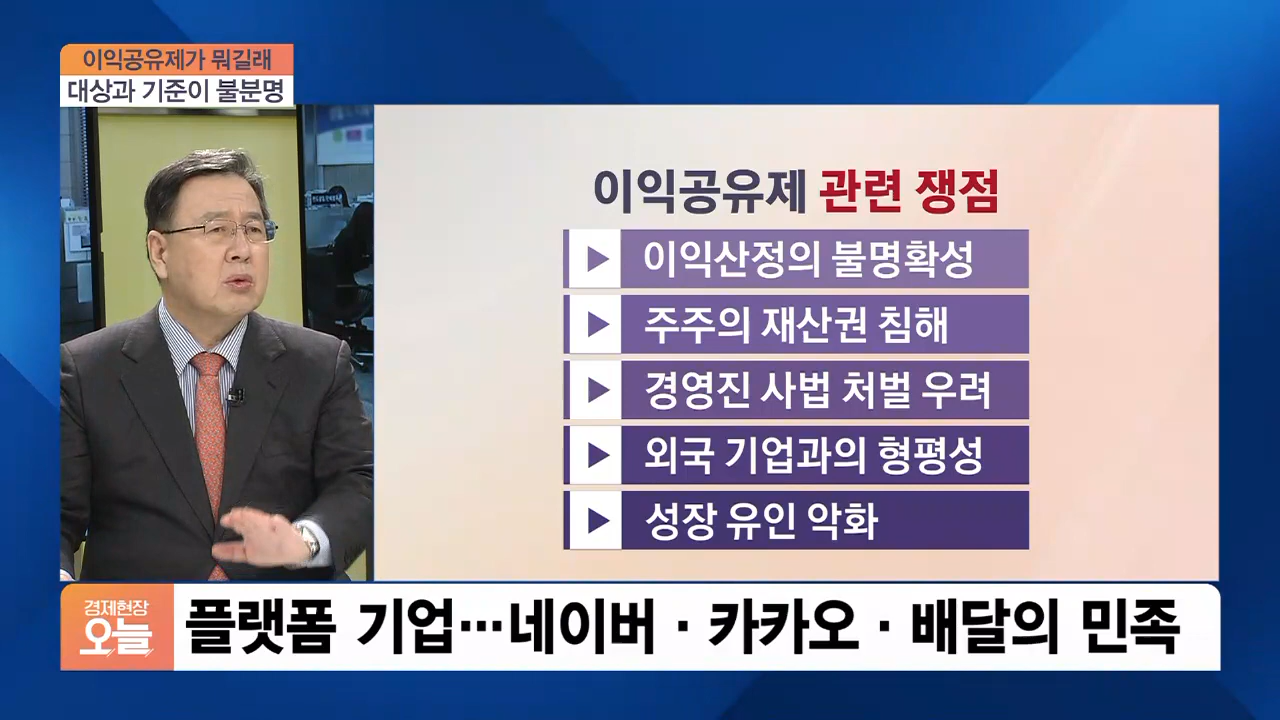 이익공유제가 뭐길래
대상과 기준이 불분명
이익공유제 관련 쟁점
이익산정의 불명확성
주주의 재산권 침해
경영진 사법 처벌 우려
외국 기업과의 형평성
성장 유인 악화
경제현장
오늘
플랫폼 기업…네이버·카카오·배달의 민족